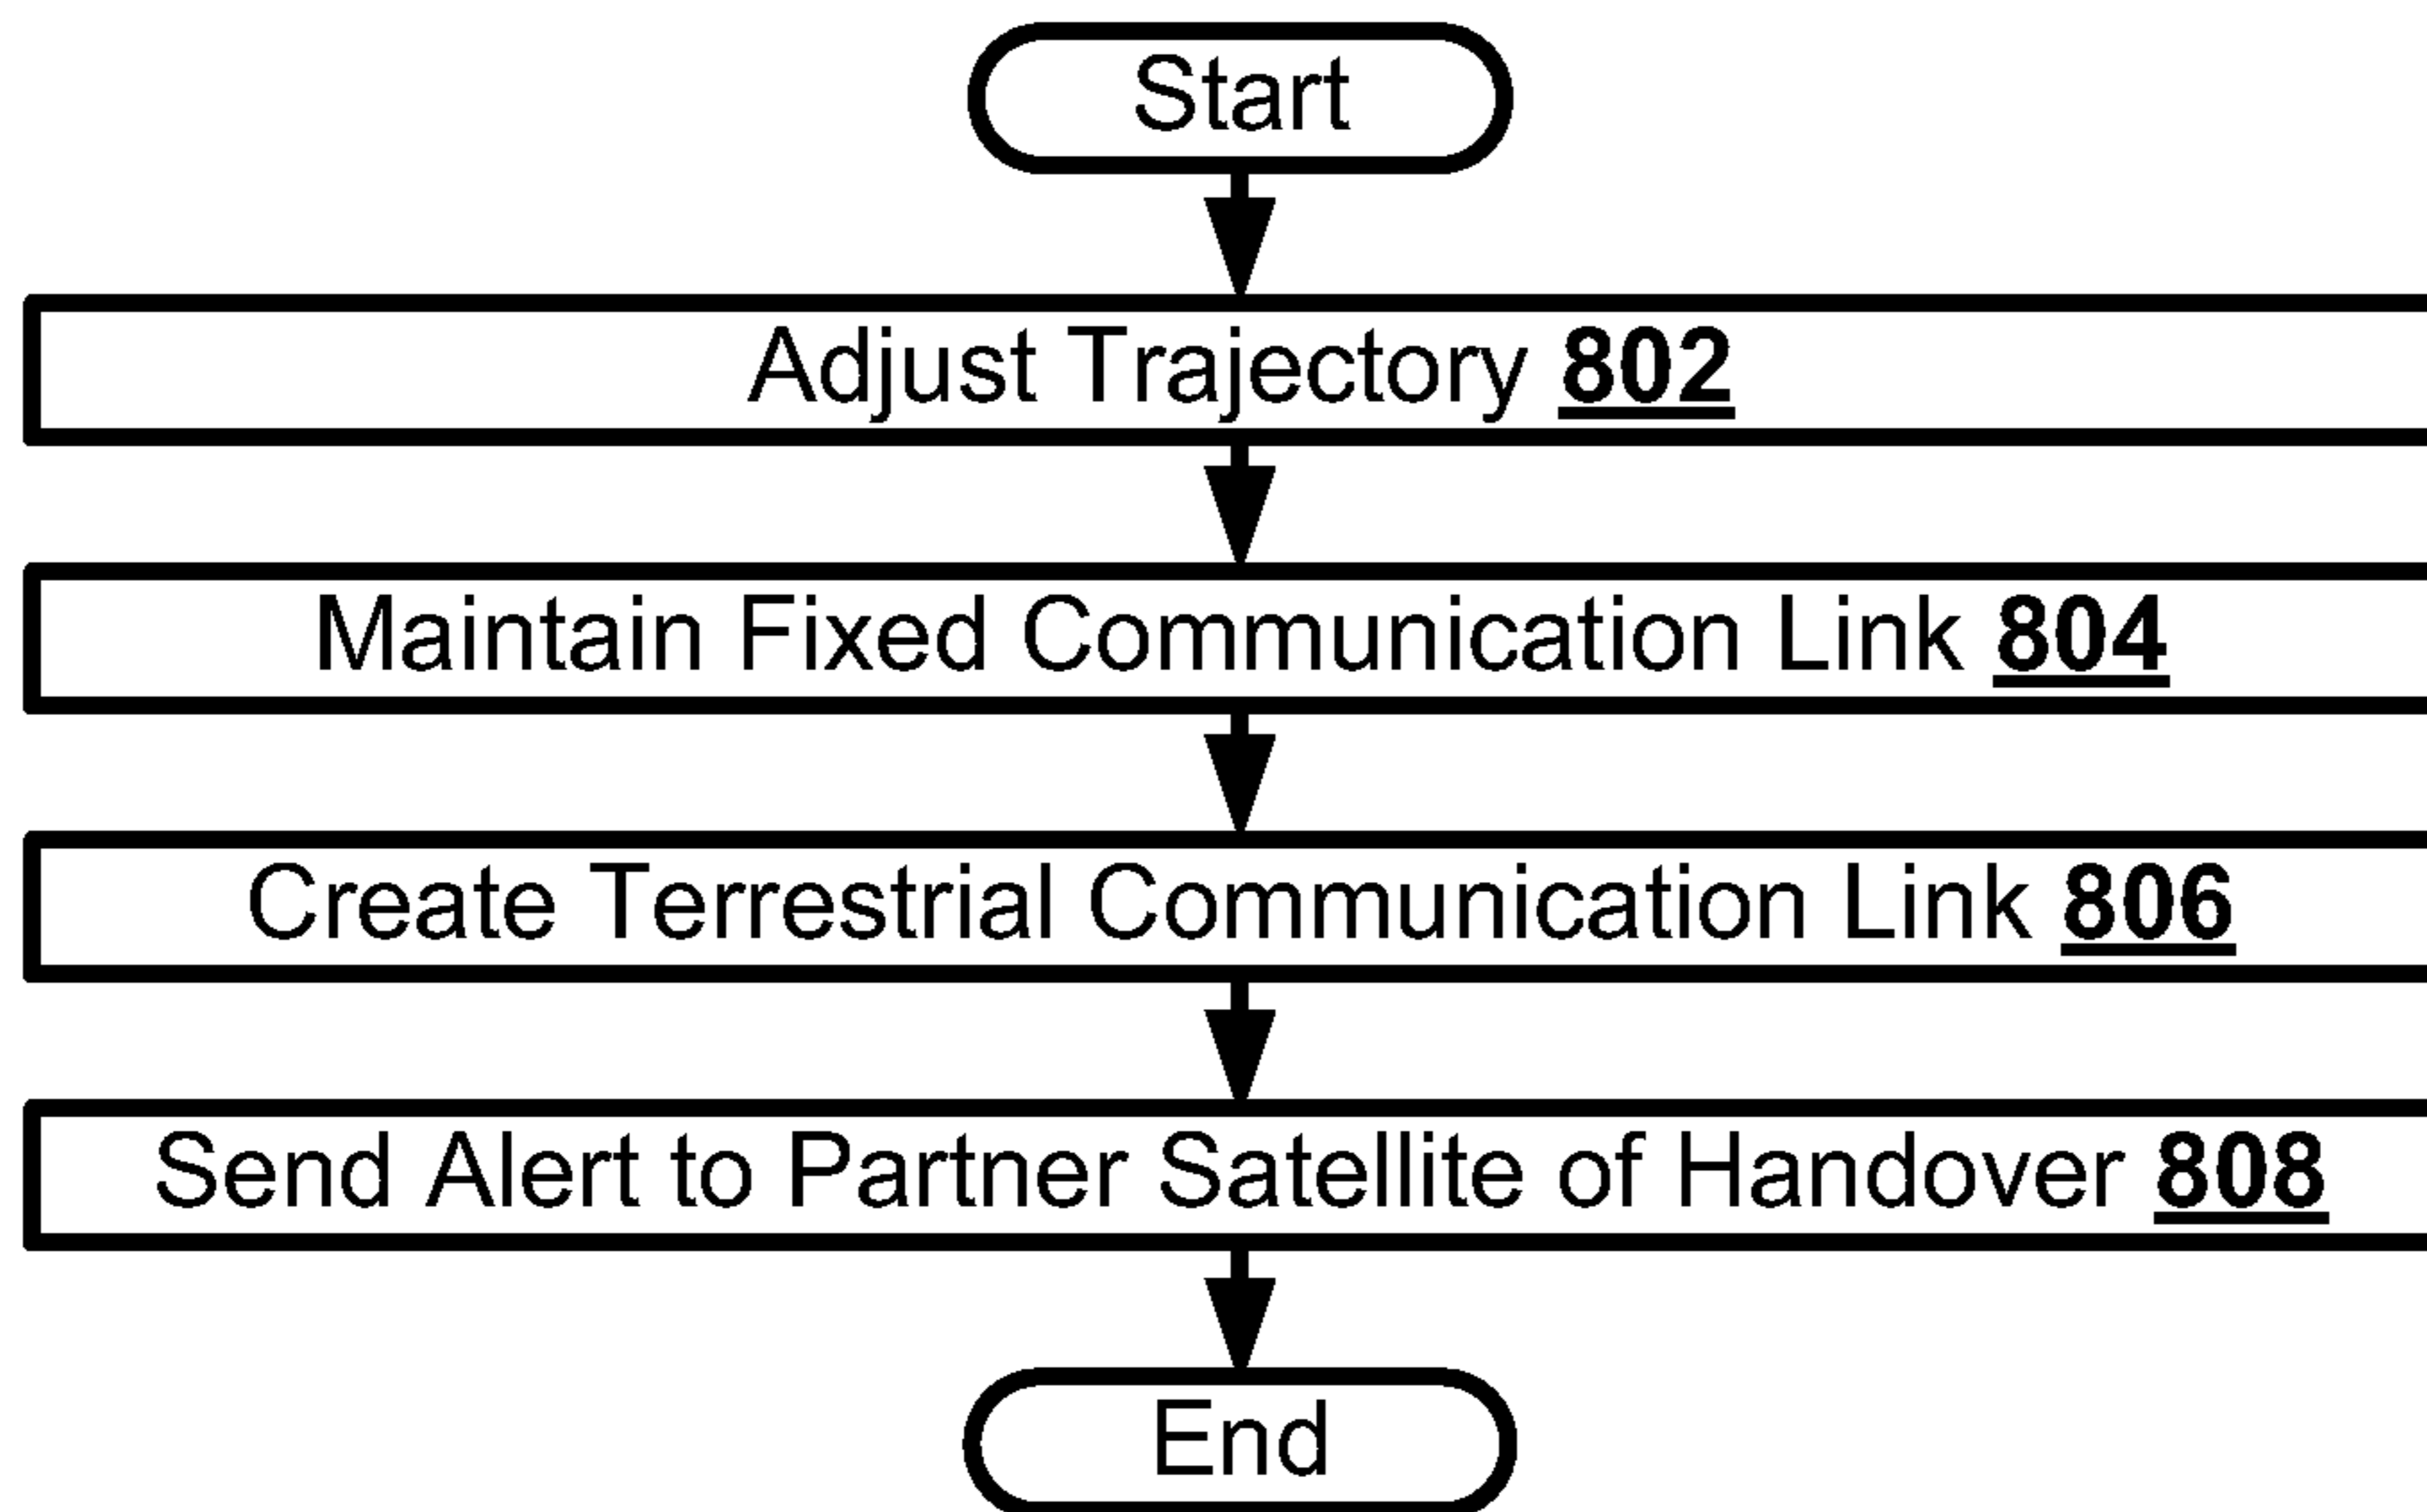 Start
Adjust Trajectory 802
Maintain Fixed Communication Link 804
Create Terrestrial Communication Link 806
Send Alert to Partner Satellite of Handover 808
End